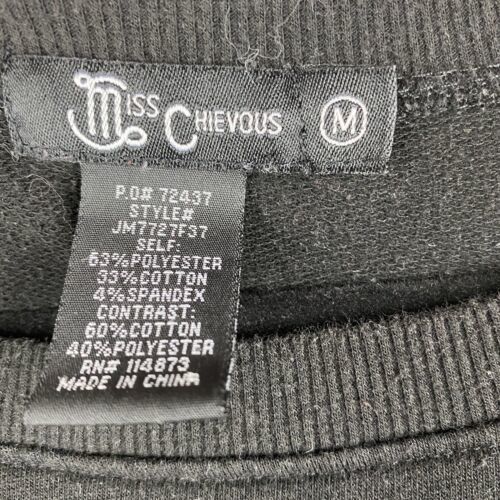 Miss Chievous M
P.O# 72437
STYLE#
JM7727F37
SELF:
63%POLYESTER
33%COTTON
4%SPANDEX
CONTRAST:
60%COTTON
40%POLYESTER
RN# 114873
MADE IN CHINA